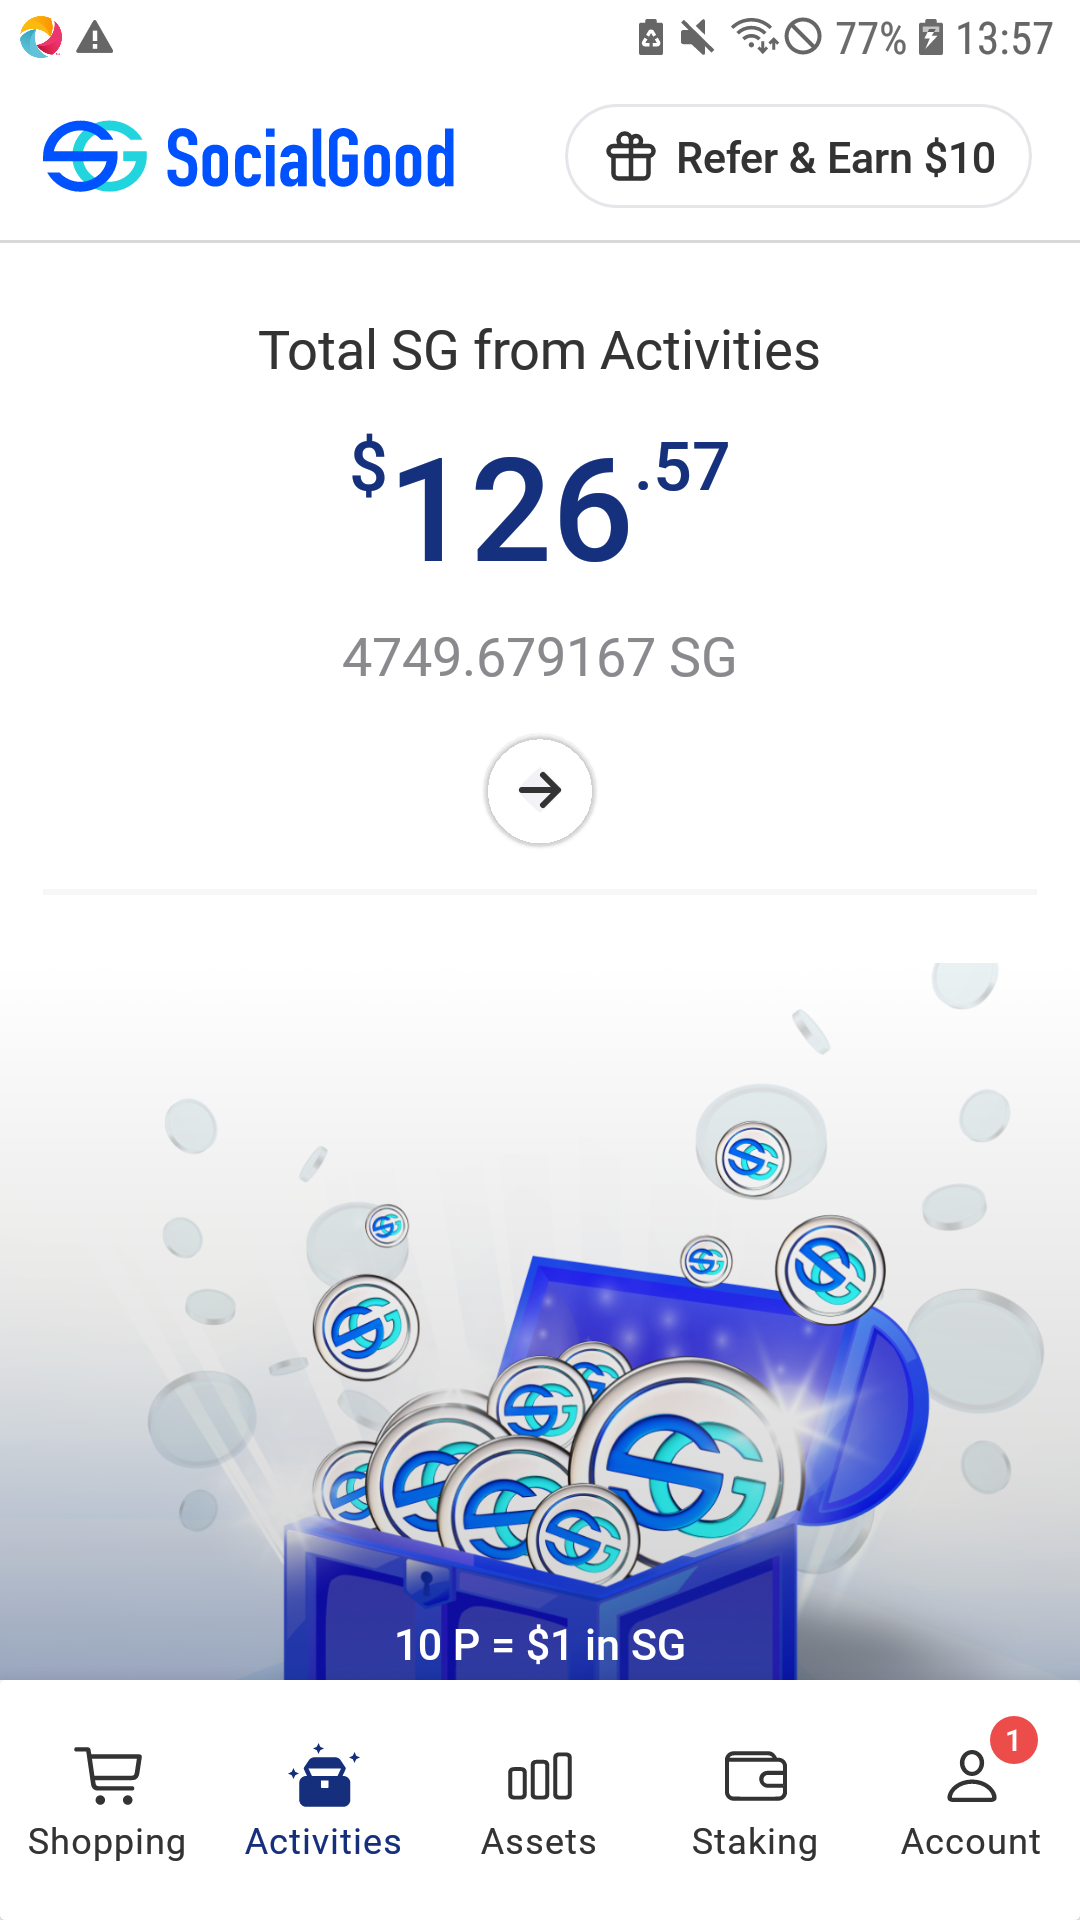 77% 13:57
SocialGood
Refer & Earn $10
Total SG from Activities
$126.57
4749.679167 SG
10 P = $1 in SG
1
Shopping Activities Assets Staking Account